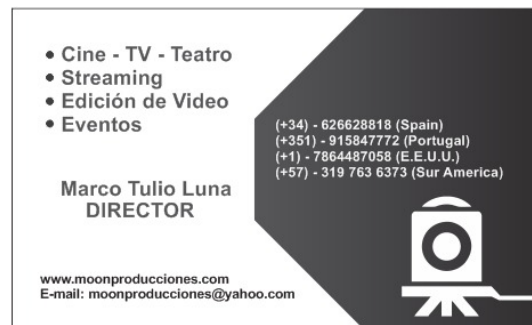 • Cine - TV - Teatro
• Streaming
• Edición de Video
• Eventos
(+34) - 626628818 (Spain)
(+351) - 915847772 (Portugal)
(+1) - 7864487058 (E.E.U.U.)
(+57) - 319 763 6373 (Sur America)
Marco Tulio Luna
DIRECTOR
www.moonproducciones.com
E-mail: moonproducciones@yahoo.com